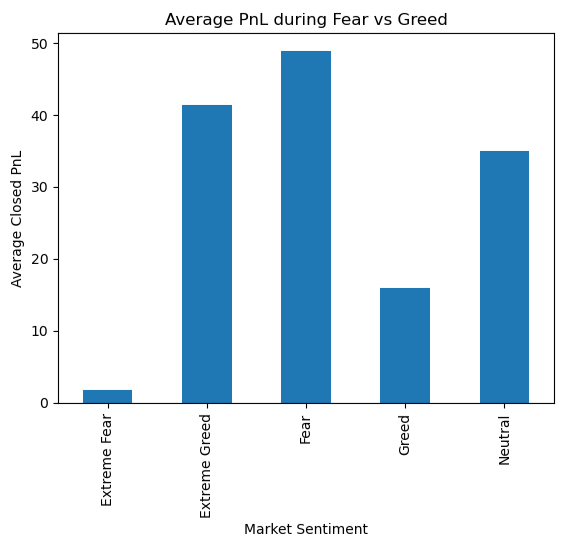 Average PnL during Fear vs Greed
Average Closed PnL
50
40
30
20
10
0
Extreme Fear
Extreme Greed
Fear
Greed
Neutral
Market Sentiment